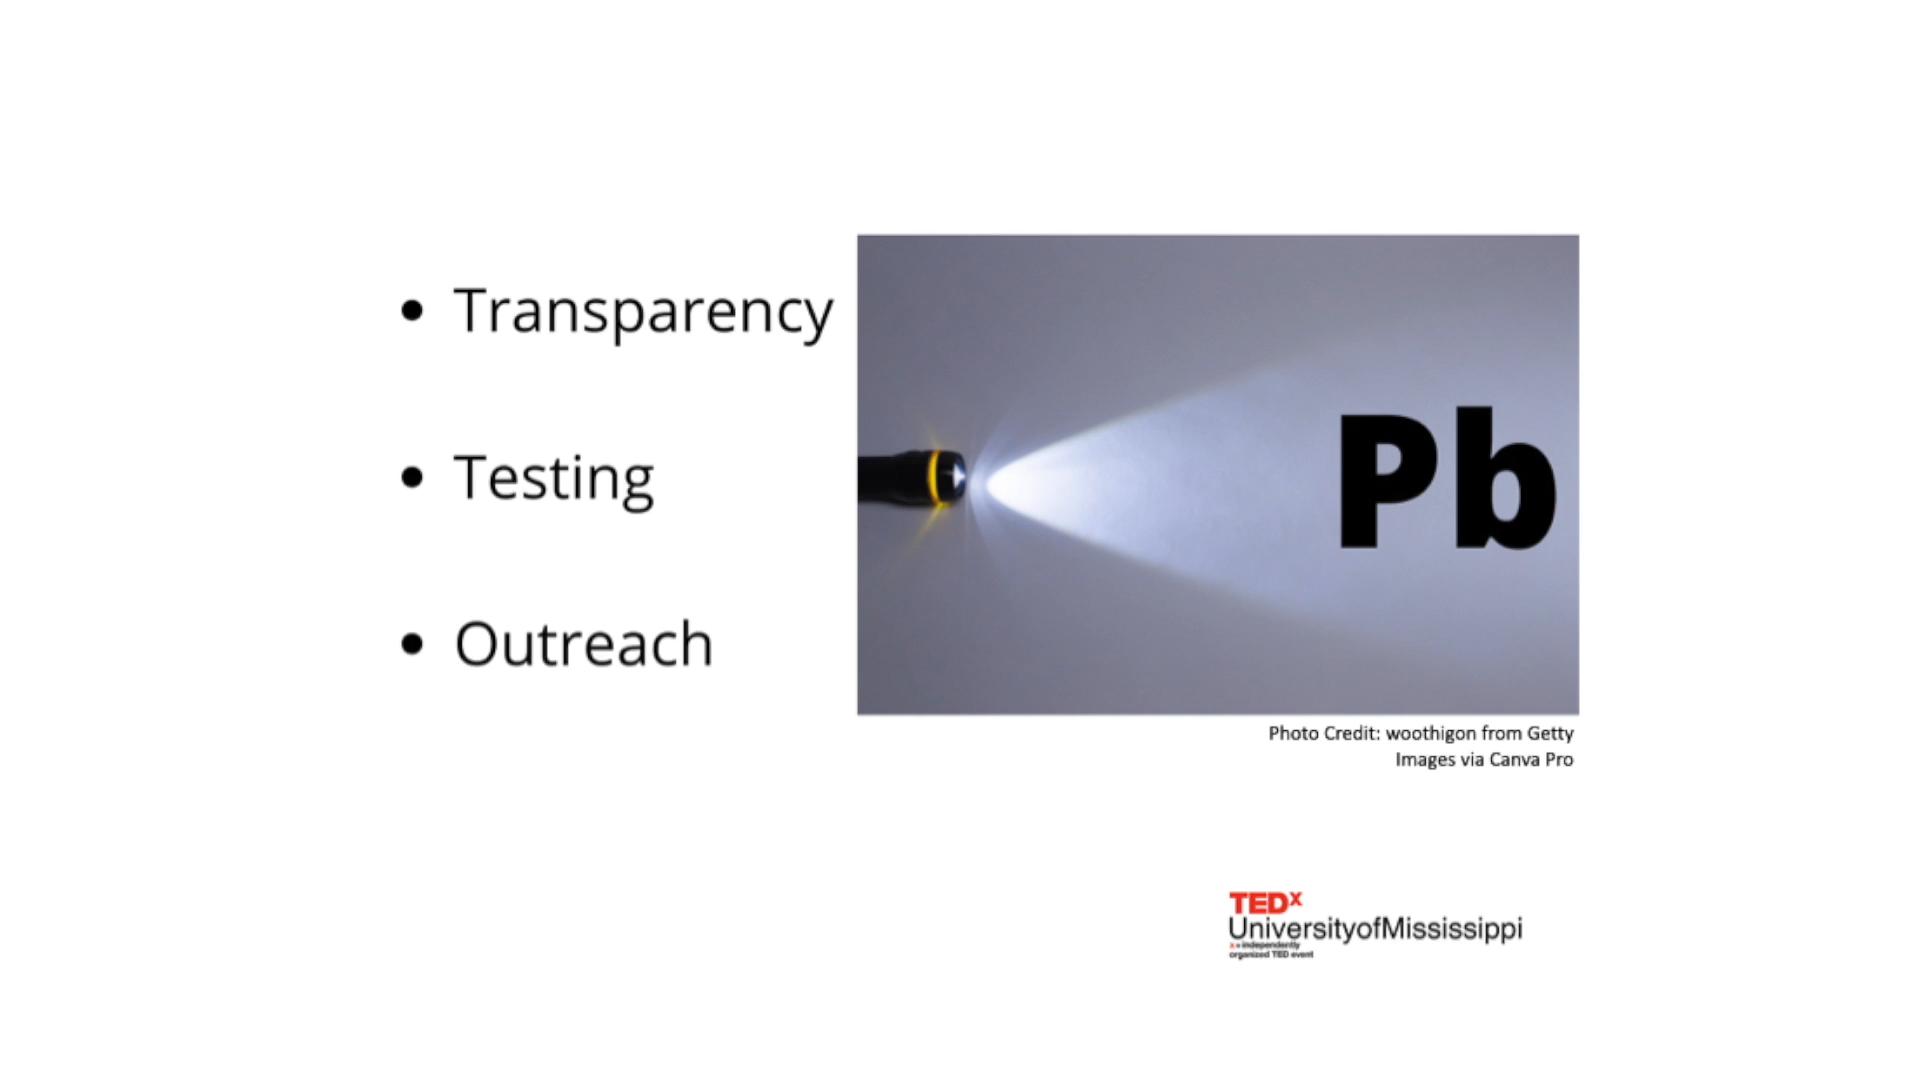 • Transparency
• Testing
• Outreach
Pb
Photo Credit: woothigon from Getty
Images via Canva Pro
TEDx
UniversityofMississippi
x = independently
organized TED event